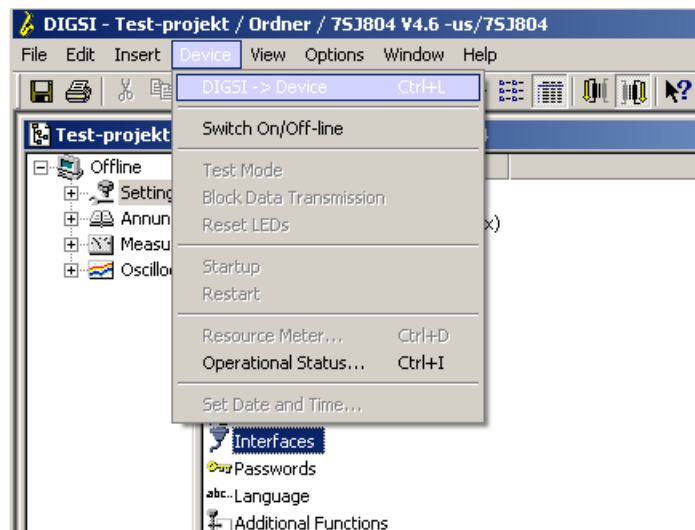 DIGSI - Test-projekt / Ordner / 7SJ804 V4.6 -us/7SJ804
File Edit Insert Device View Options Window Help
DIGSI -> Device Ctrl+L
Test-projekt
Switch On/Off-line
Offline
Test Mode
Setting
Block Data Transmission
Annun
Reset LEDs
x)
Measu
Oscillo
Startup
Restart
Resource Meter... Ctrl+D
Operational Status... Ctrl+I
Set Date and Time...
Interfaces
Passwords
abc..Language
Additional Functions